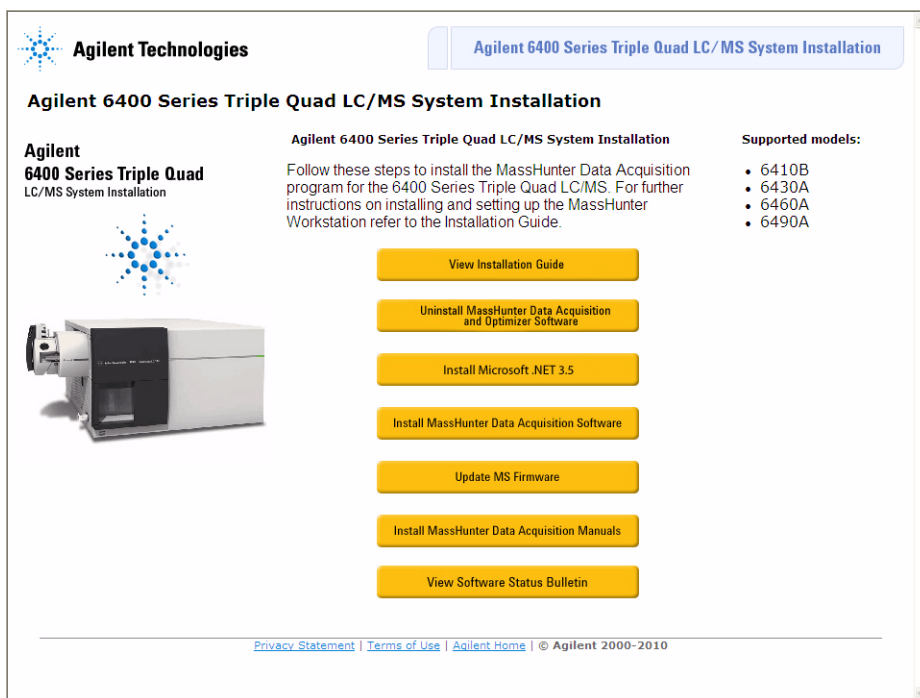 Agilent Technologies
Agilent 6400 Series Triple Quad LC/MS System Installation
Agilent 6400 Series Triple Quad LC/MS System Installation
Agilent
6400 Series Triple Quad
LC/MS System Installation
Agilent 6400 Series Triple Quad LC/MS System Installation
Follow these steps to install the MassHunter Data Acquisition
program for the 6400 Series Triple Quad LC/MS. For further
instructions on installing and setting up the MassHunter
Workstation refer to the Installation Guide.
Supported models:
• 6410B
• 6430A
• 6460A
• 6490A
View Installation Guide
Uninstall MassHunter Data Acquisition
and Optimizer Software
Install Microsoft .NET 3.5
Install MassHunter Data Acquisition Software
Update MS Firmware
Install MassHunter Data Acquisition Manuals
View Software Status Bulletin
Privacy Statement | Terms of Use | Agilent Home | © Agilent 2000-2010